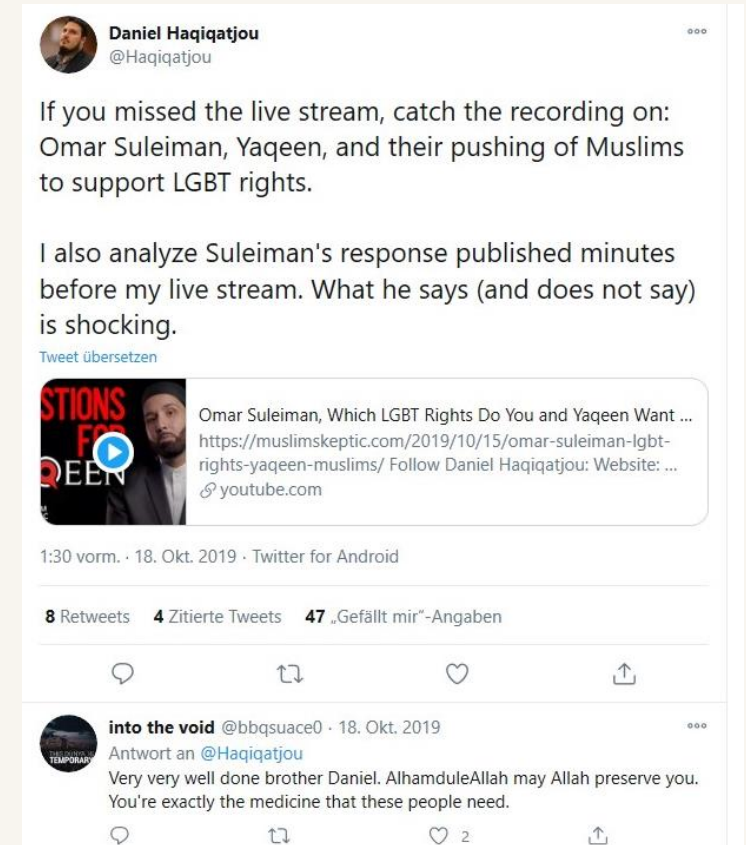 Daniel Haqiqatjou
@Haqiqatjou
If you missed the live stream, catch the recording on:
Omar Suleiman, Yaqeen, and their pushing of Muslims
to support LGBT rights.
I also analyze Suleiman's response published minutes
before my live stream. What he says (and does not say)
is shocking.
Tweet übersetzen
STIONS
FOR
QEEN
Omar Suleiman, Which LGBT Rights Do You and Yaqeen Want ...
https://muslimskeptic.com/2019/10/15/omar-suleiman-lgbt-
rights-yaqeen-muslims/ Follow Daniel Haqiqatjou: Website: ...
youtube.com
1:30 vorm. · 18. Okt. 2019 · Twitter for Android
8 Retweets 4 Zitierte Tweets 47 „Gefällt mir“-Angaben
into the void @bbqsuace0 · 18. Okt. 2019
THIS DUNYA IS
TEMPORARY
Antwort an @Haqiqatjou
Very very well done brother Daniel. AlhamduleAllah may Allah preserve you.
You're exactly the medicine that these people need.
2